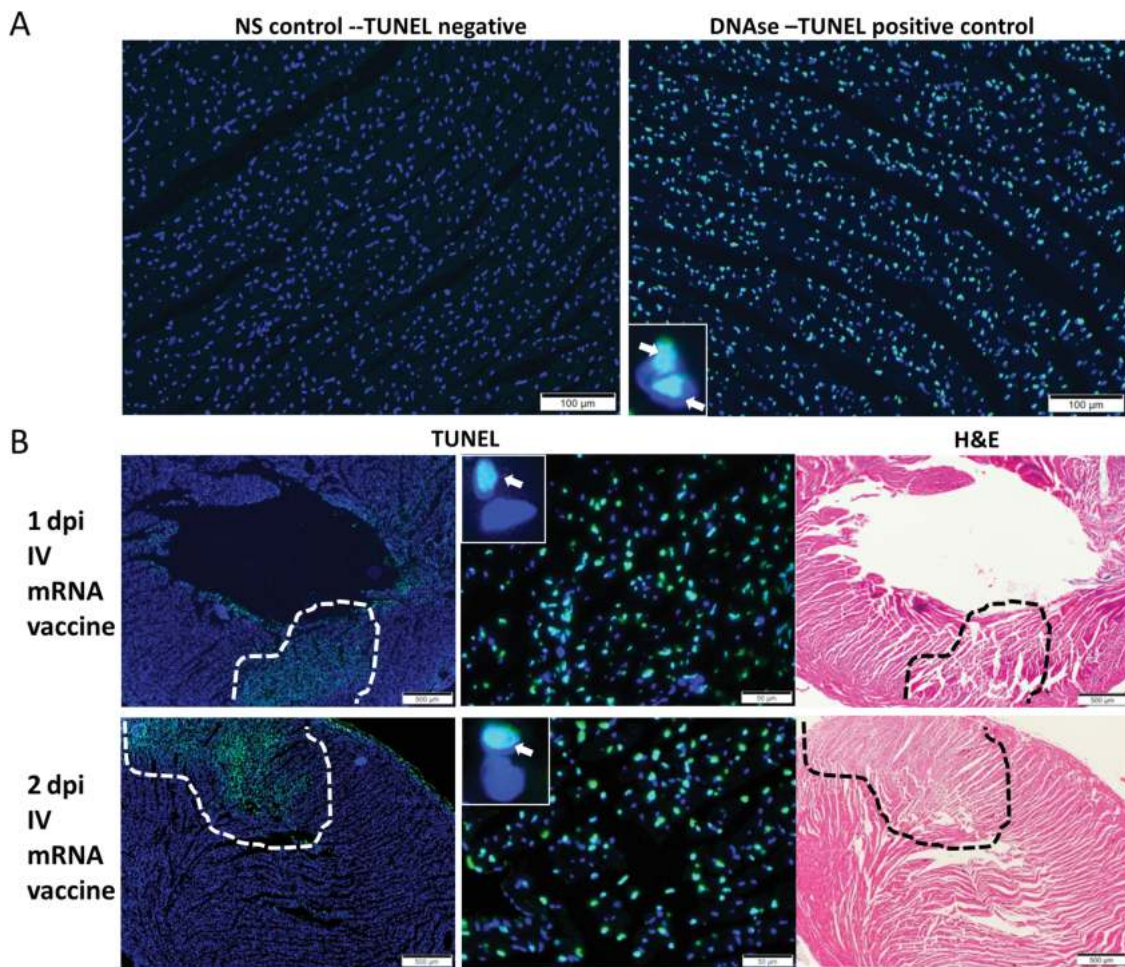 A
NS control --TUNEL negative
DNAse –TUNEL positive control
100 µm
100 µm
B
TUNEL
H&E
1 dpi
IV
mRNA
vaccine
500 µm
50 µm
500 µm
2 dpi
IV
mRNA
vaccine
500 µm
50 µm
500 µm